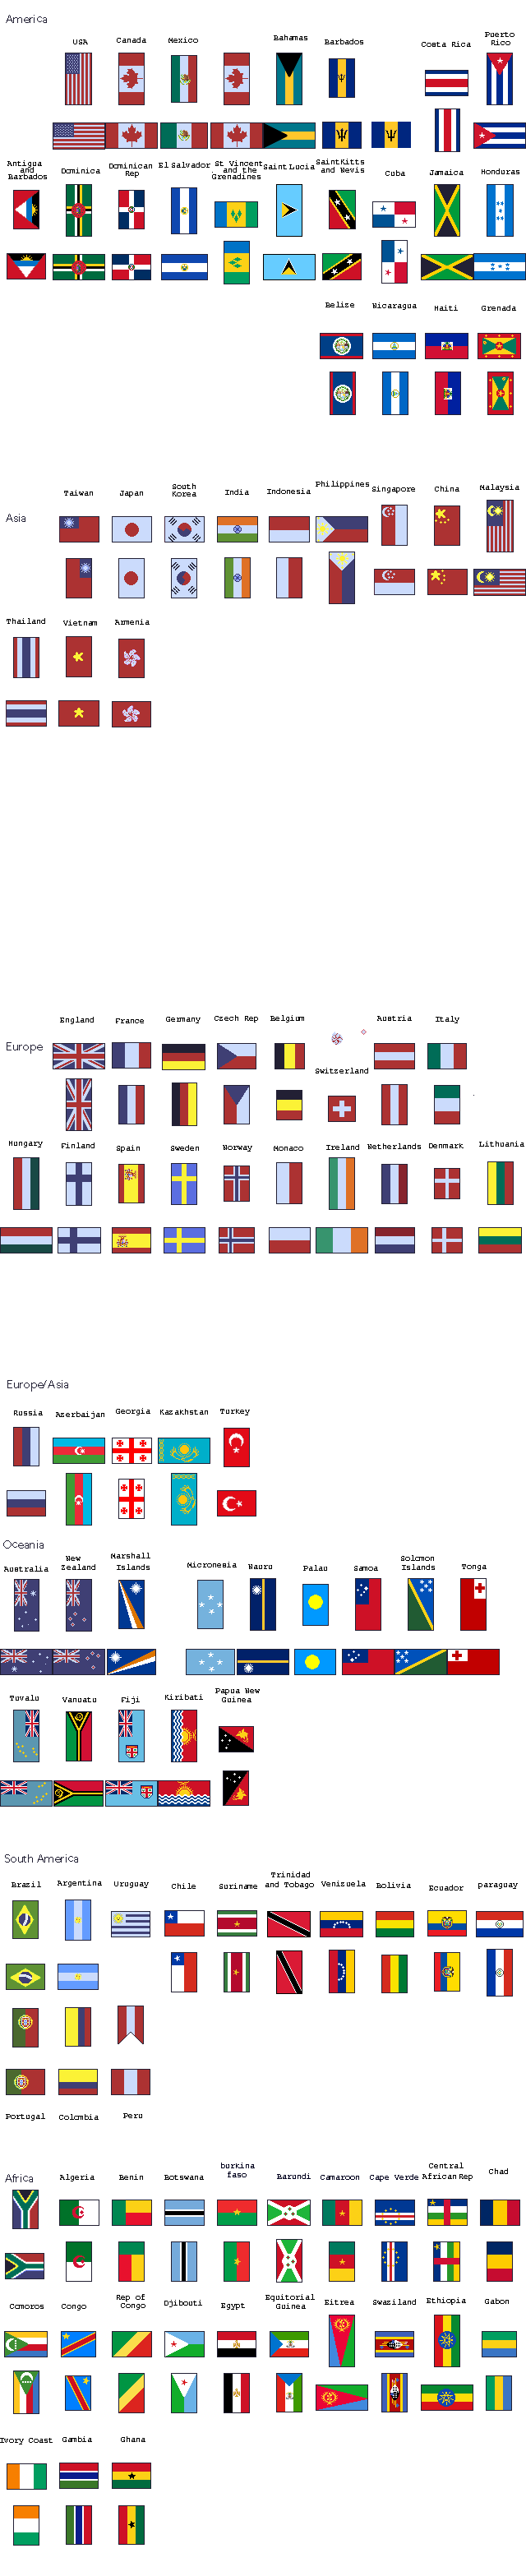 America
USA
Canada
Mexico
Bahamas
Barbados
Costa Rica
Puerto
Rico
Antigua
and
Barbados
Dominica
Dominican
Rep
El Salvador
St Vincent
and the
Grenadines
Saint Lucia
Saint Kitts
and Nevis
Cuba
Jamaica
Honduras
Belize
Nicaragua
Haiti
Grenada
Asia
Taiwan
Japan
South
Korea
India
Indonesia
Philippines
Singapore
China
Malaysia
Thailand
Vietnam
Armenia
Europe
England
France
Germany
Czech Rep
Belgium
Switzerland
Austria
Italy
Hungary
Finland
Spain
Sweden
Norway
Monaco
Ireland
Netherlands
Denmark
Lithuania
Europe/Asia
Russia
Azerbaijan
Georgia
Kazakhstan
Turkey
Oceania
Australia
New
Zealand
Marshall
Islands
Micronesia
Nauru
Palau
Samoa
Solomon
Islands
Tonga
Tuvalu
Vanuatu
Fiji
Kiribati
Papua New
Guinea
South America
Brazil
Argentina
Uruguay
Chile
Suriname
Trinidad
and Tobago
Venezuela
Bolivia
Ecuador
paraguay
Portugal
Colombia
Peru
Africa
Algeria
Benin
Botswana
burkina
faso
Barundi
Camaroon
Cape Verde
Central
African Rep
Chad
Comoros
Congo
Rep of
Congo
Djibouti
Egypt
Equitorial
Guinea
Eitrea
Swaziland
Ethiopia
Gabon
Ivory Coast
Gambia
Ghana